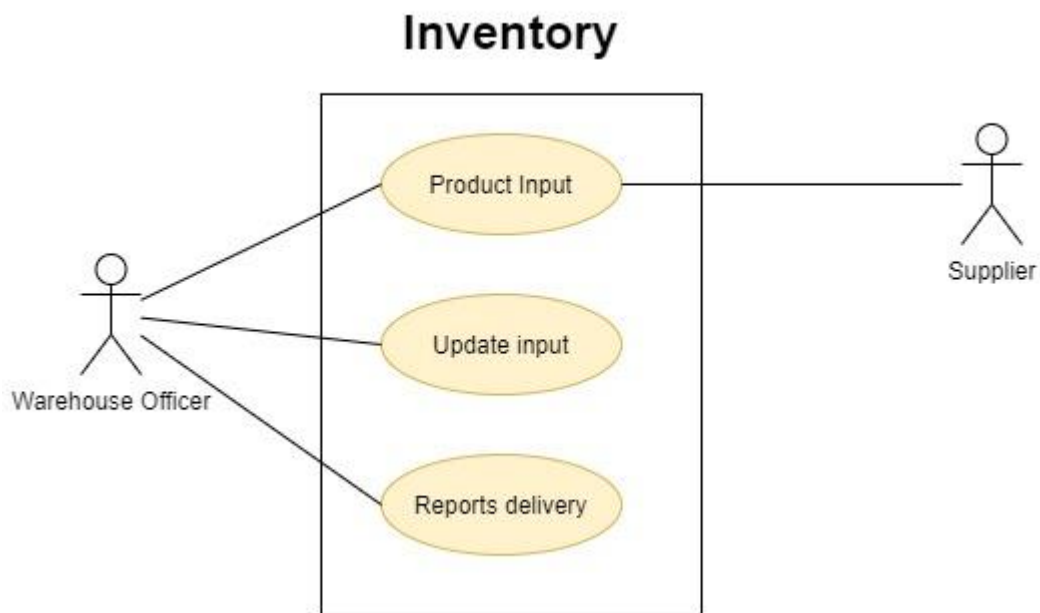 Inventory
Product Input
Supplier
Update input
Warehouse Officer
Reports delivery